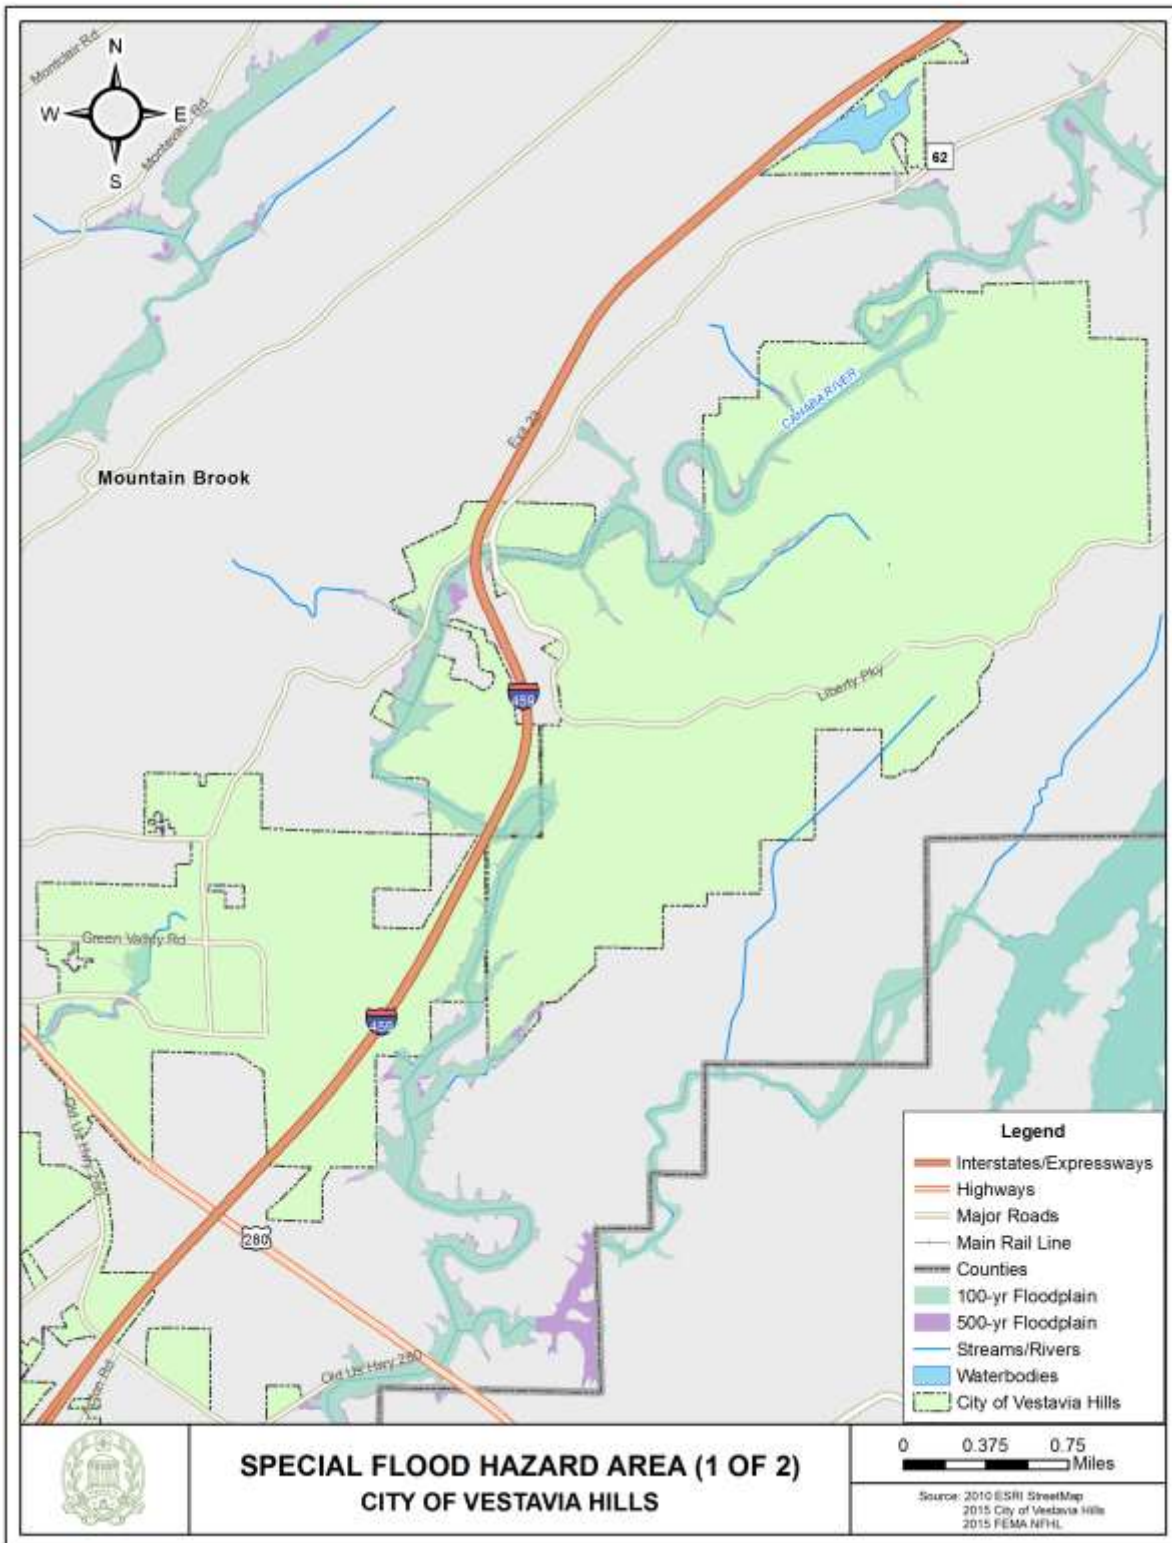 Montclair Rd
N
W
E
S
62
CAHABA RIVER
Exit 23
Mountain Brook
459
Liberty Pky
Green Valley Rd
459
Old US Hwy 280
280
Old US Hwy 280
Legend
Interstates/Expressways
Highways
Major Roads
Main Rail Line
Counties
100-yr Floodplain
500-yr Floodplain
Streams/Rivers
Waterbodies
City of Vestavia Hills
SPECIAL FLOOD HAZARD AREA (1 OF 2)
CITY OF VESTAVIA HILLS
0 0.375 0.75
Miles
Source: 2010 ESRI StreetMap
2015 City of Vestavia Hills
2015 FEMA NFHL